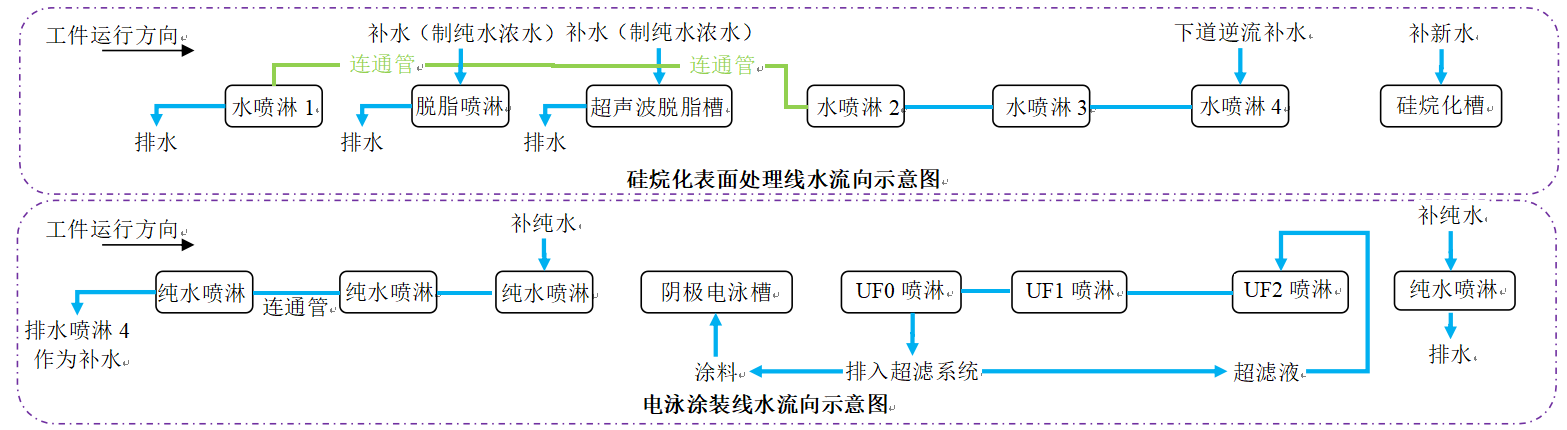 工件运行方向
补水（制纯水浓水）
补水（制纯水浓水）
下道逆流补水
补新水
连通管
连通管
水喷淋 1
脱脂喷淋
超声波脱脂槽
水喷淋 2
水喷淋 3
水喷淋 4
硅烷化槽
排水
排水
排水
硅烷化表面处理线水流向示意图
工件运行方向
补纯水
补纯水
纯水喷淋
连通管
纯水喷淋
纯水喷淋
阴极电泳槽
UF0 喷淋
UF1 喷淋
UF2 喷淋
纯水喷淋
排水喷淋 4
作为补水
涂料
排入超滤系统
超滤液
排水
电泳涂装线水流向示意图